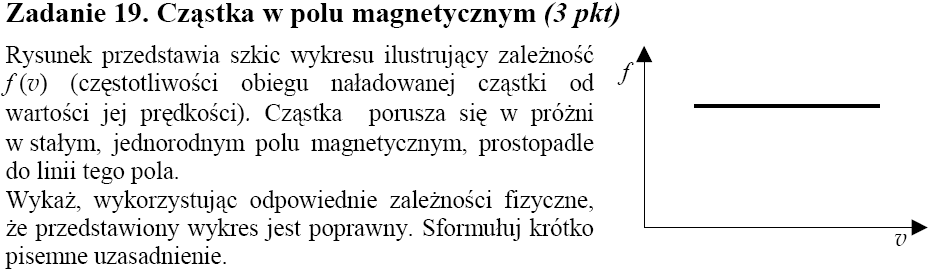 Zadanie 19. Cząstka w polu magnetycznym (3 pkt)
Rysunek przedstawia szkic wykresu ilustrujący zależność
f (v) (częstotliwości obiegu naładowanej cząstki od
wartości jej prędkości). Cząstka porusza się w próżni
w stałym, jednorodnym polu magnetycznym, prostopadle
do linii tego pola.
Wykaż, wykorzystując odpowiednie zależności fizyczne,
że przedstawiony wykres jest poprawny. Sformułuj krótko
pisemne uzasadnienie.
f
v